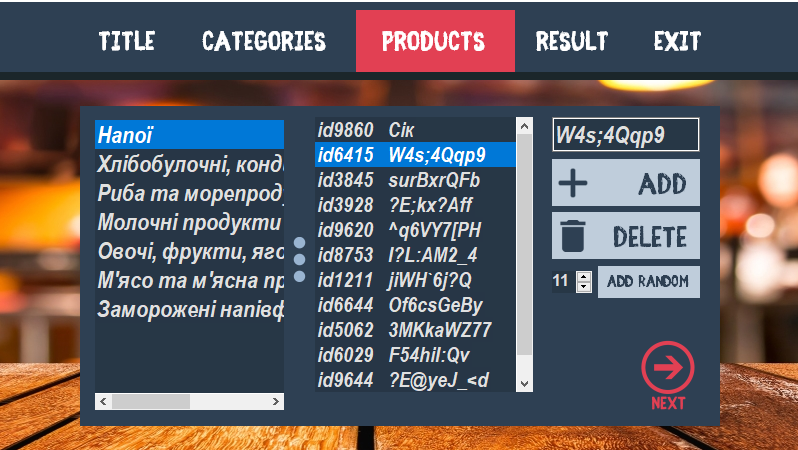 TITLE CATEGORIES PRODUCTS RESULT EXIT
Напої
Хлібобулочні, конд
Риба та морепрод
Молочні продукти
Овочі, фрукти, яго
М'ясо та м'ясна пр
Заморожені напівф
id9860 Сік
id6415 W4s;4Qqp9
id3845 surBxrQFb
id3928 ?E;kx?Aff
id9620 ^q6VY7[PH
id8753 I?L:AM2_4
id1211 jiWH`6j?Q
id6644 Of6csGeBy
id5062 3MKkaWZ77
id6029 F54hil:Qv
id9644 ?E@yeJ_<d
W4s;4Qqp9
ADD
DELETE
11 ADD RANDOM
NEXT